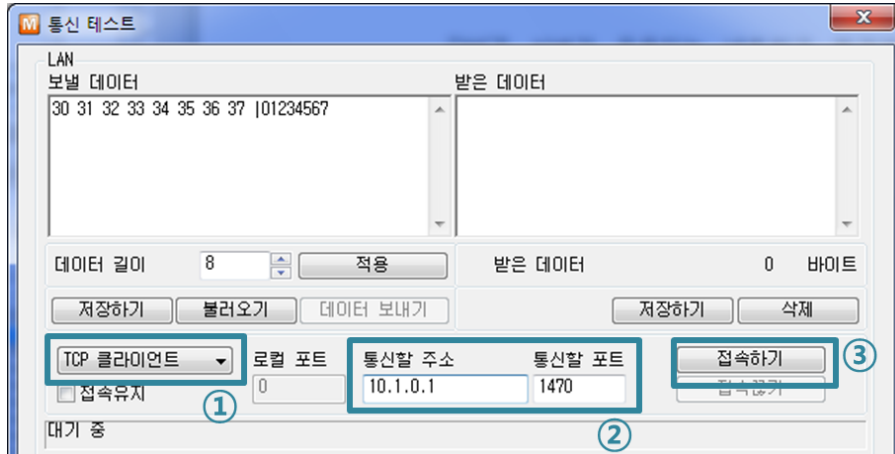 M 통신 테스트
LAN
보낼 데이터 받은 데이터
30 31 32 33 34 35 36 37 |01234567
데이터 길이 8 적용 받은 데이터 0 바이트
저장하기 불러오기 데이터 보내기 저장하기 삭제
TCP 클라이언트 로컬 포트 통신할 주소 통신할 포트 접속하기 ③
접속유지 ① 0 10.1.0.1 1470 접속끊기
대기 중 ②